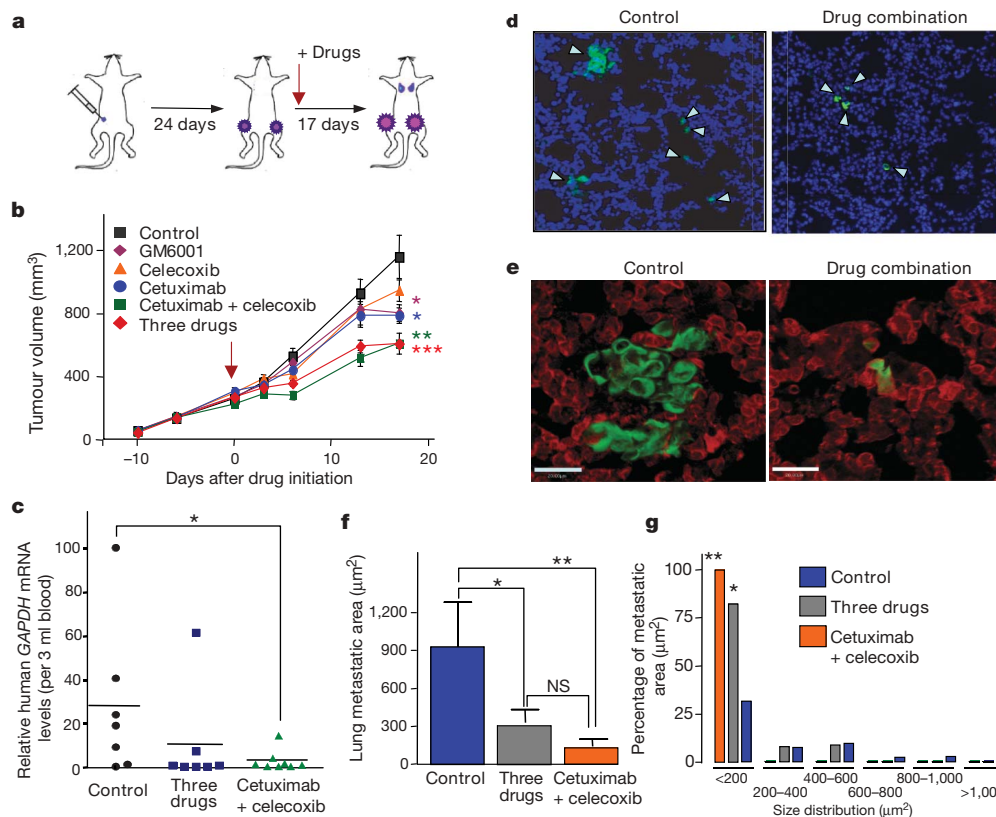 a
+ Drugs
24 days
17 days
b
Tumour volume (mm³)
1,200
800
400
0
Control
GM6001
Celecoxib
Cetuximab
Cetuximab + celecoxib
Three drugs
*
*
**
***
−10
0
10
20
Days after drug initiation
c
Relative human GAPDH mRNA
levels (per 3 ml blood)
100
80
60
40
20
0
*
Control
Three
drugs
Cetuximab
+ celecoxib
d
Control
Drug combination
e
Control
Drug combination
f
Lung metastatic area (µm²)
1,200
900
600
300
0
**
*
NS
Control
Three
drugs
Cetuximab
+ celecoxib
g
Percentage of metastatic
area (µm²)
100
75
50
25
0
**
*
Control
Three drugs
Cetuximab
+ celecoxib
<200
200–400
400–600
600–800
800–1,000
>1,00
Size distribution (µm²)